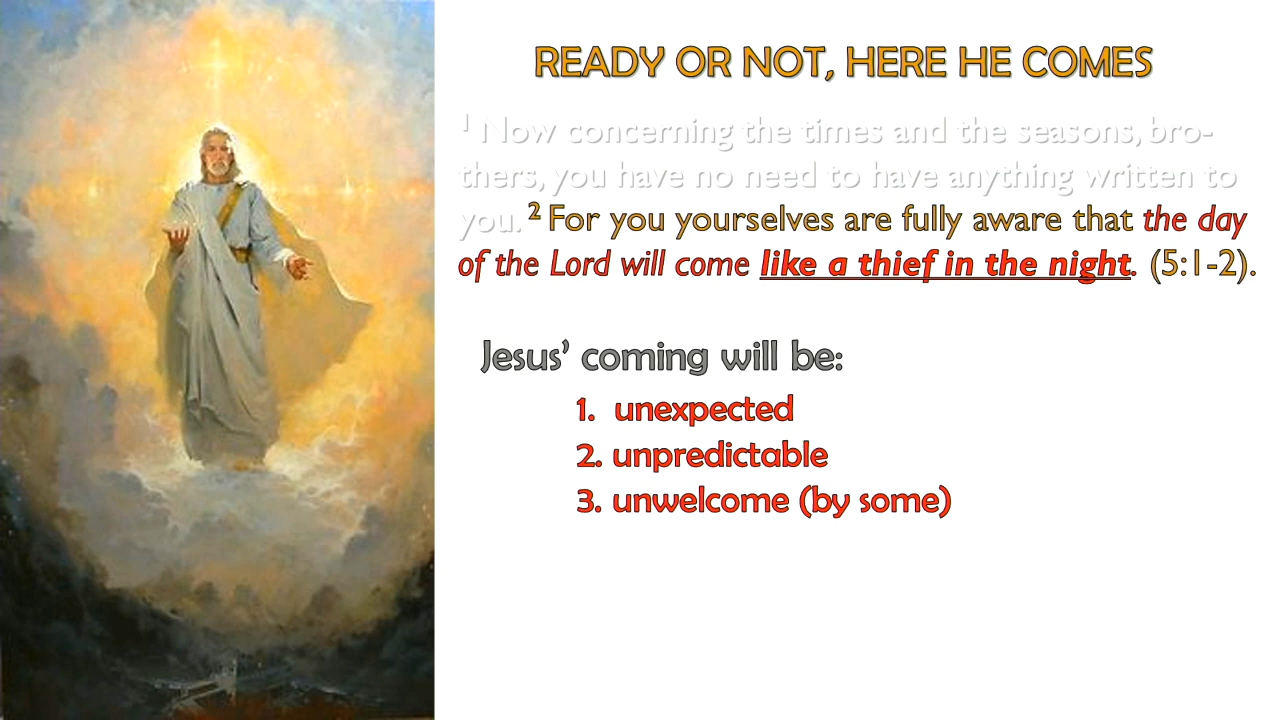 READY OR NOT, HERE HE COMES
¹ Now concerning the times and the seasons, bro-
thers, you have no need to have anything written to
you. ² For you yourselves are fully aware that the day
of the Lord will come like a thief in the night. (5:1-2).
Jesus’ coming will be:
1. unexpected
2. unpredictable
3. unwelcome (by some)